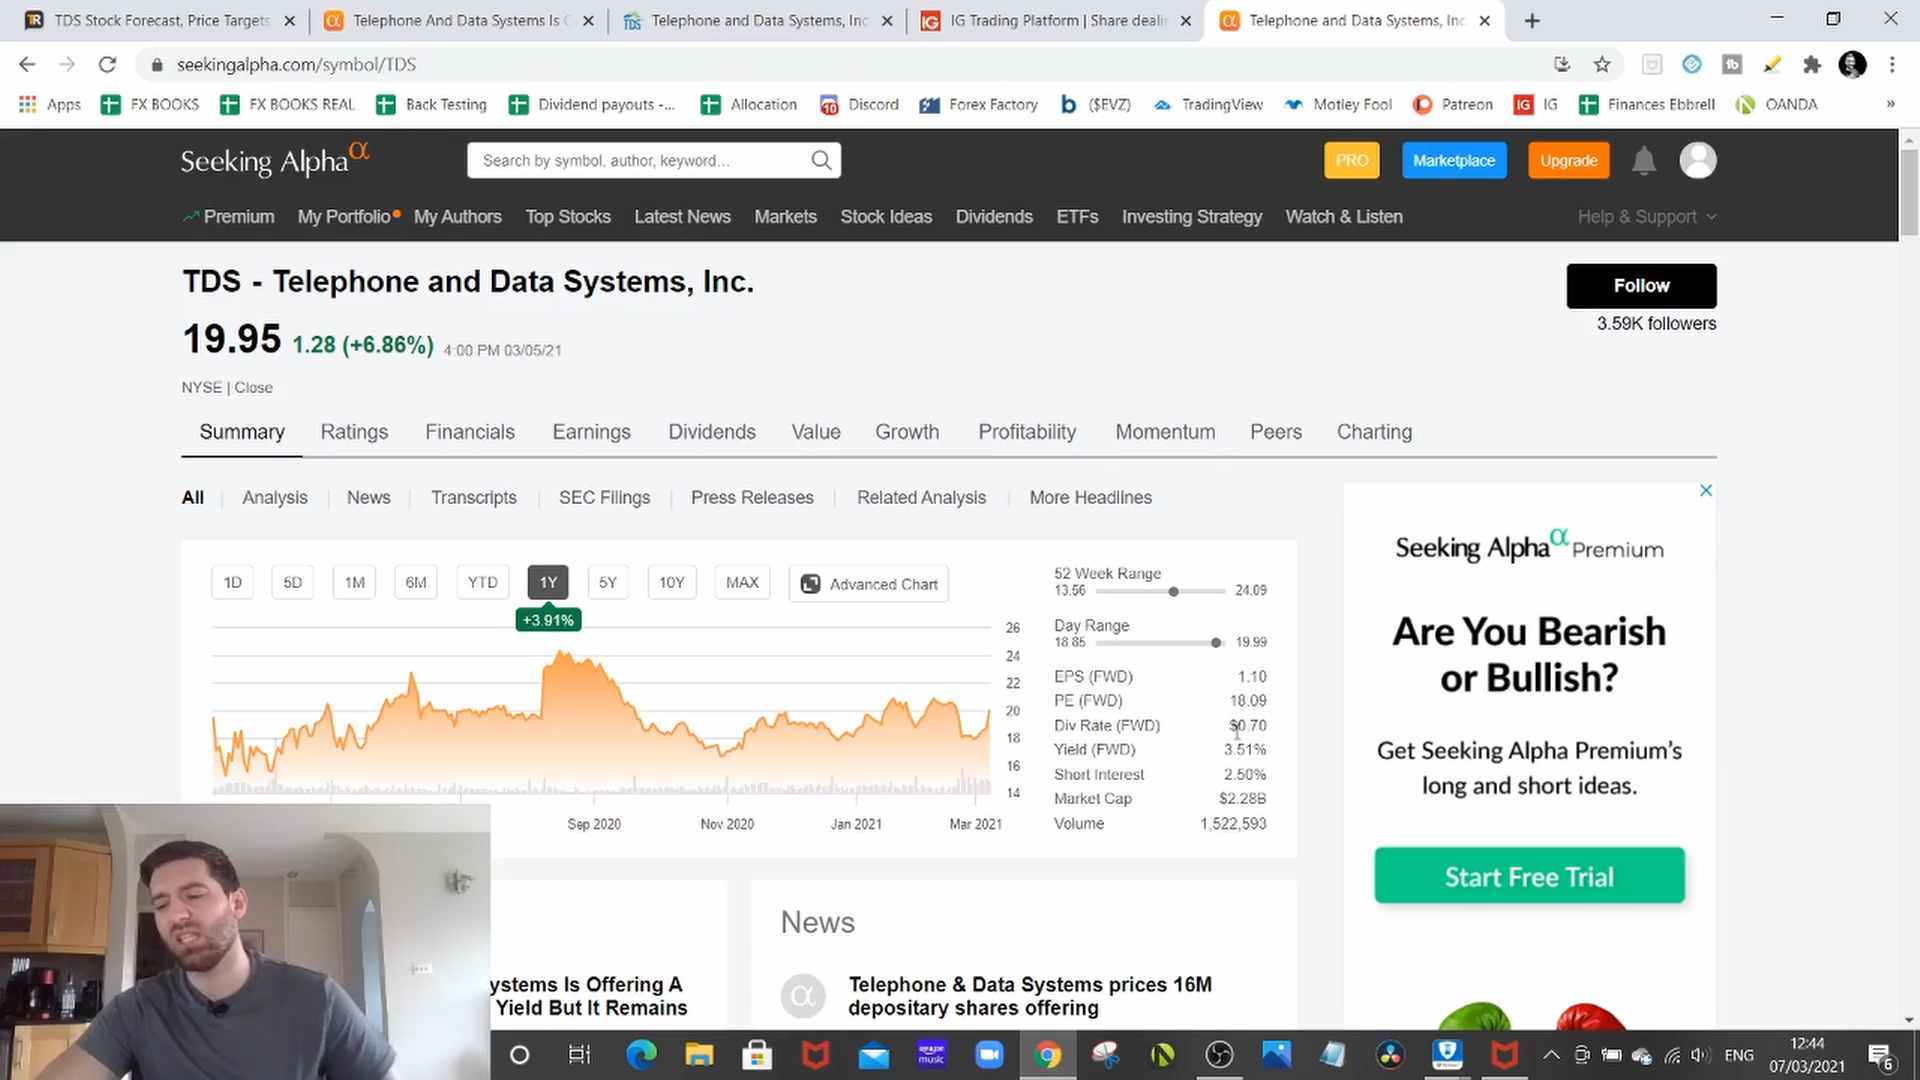 TDS Stock Forecast, Price Targets
Telephone And Data Systems Is
Telephone and Data Systems, Inc
IG Trading Platform | Share deali
Telephone and Data Systems, Inc
seekingalpha.com/symbol/TDS
Apps
FX BOOKS
FX BOOKS REAL
Back Testing
Dividend payouts -...
Allocation
10
Discord
Forex Factory
b
($EVZ)
TradingView
Motley Fool
Patreon
IG
IG
Finances Ebbrell
OANDA
»
Seeking Alpha α
Search by symbol, author, keyword...
PRO
Marketplace
Upgrade
Premium
My Portfolio
My Authors
Top Stocks
Latest News
Markets
Stock Ideas
Dividends
ETFs
Investing Strategy
Watch & Listen
Help & Support
TDS - Telephone and Data Systems, Inc.
Follow
3.59K followers
19.95 1.28 (+6.86%) 4:00 PM 03/05/21
NYSE | Close
Summary
Ratings
Financials
Earnings
Dividends
Value
Growth
Profitability
Momentum
Peers
Charting
All
Analysis
News
Transcripts
SEC Filings
Press Releases
Related Analysis
More Headlines
1D
5D
1M
6M
YTD
1Y
5Y
10Y
MAX
Advanced Chart
+3.91%
26
24
22
20
18
16
14
Sep 2020
Nov 2020
Jan 2021
Mar 2021
52 Week Range
13.56 24.09
Day Range
18.85 19.99
EPS (FWD) 1.10
PE (FWD) 18.09
Div Rate (FWD) $0.70
Yield (FWD) 3.51%
Short Interest 2.50%
Market Cap $2.28B
Volume 1,522,593
Seeking Alpha α Premium
Are You Bearish
or Bullish?
Get Seeking Alpha Premium's
long and short ideas.
Start Free Trial
ystems Is Offering A
Yield But It Remains
News
α
Telephone & Data Systems prices 16M
depositary shares offering
amazon
music
ENG
12:44
07/03/2021
6